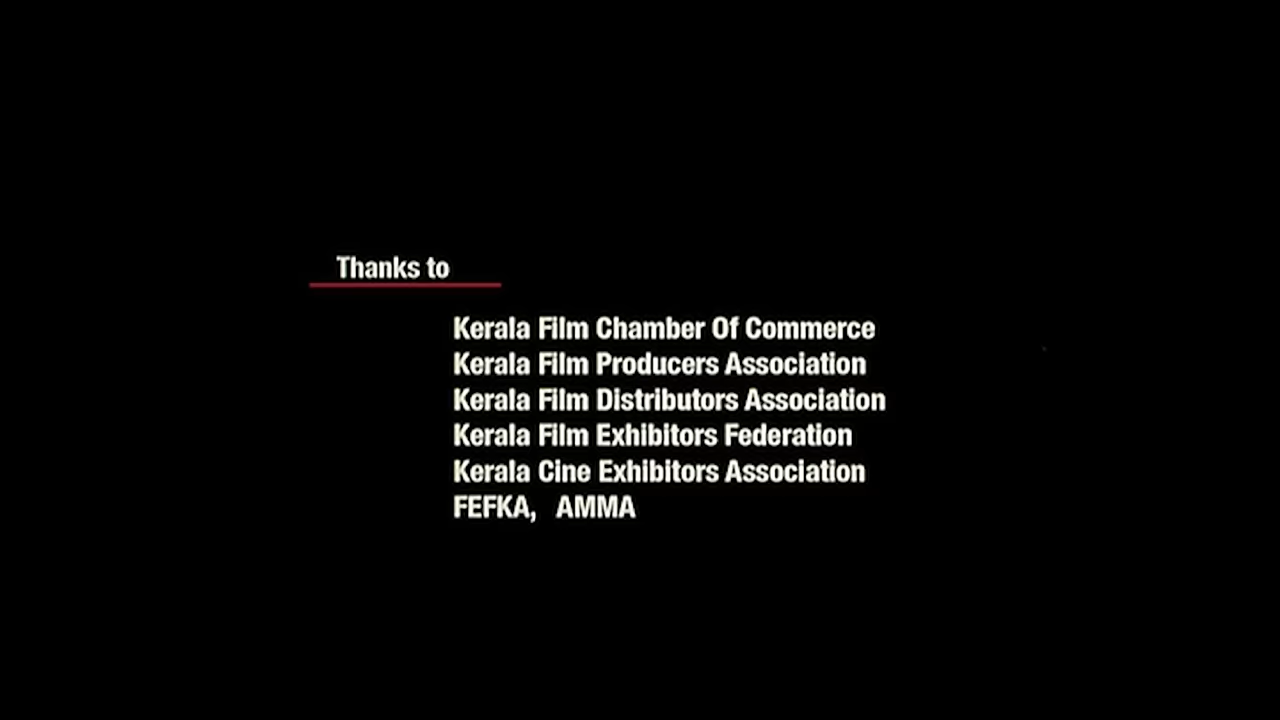 Thanks to
Kerala Film Chamber Of Commerce
Kerala Film Producers Association
Kerala Film Distributors Association
Kerala Film Exhibitors Federation
Kerala Cine Exhibitors Association
FEFKA, AMMA